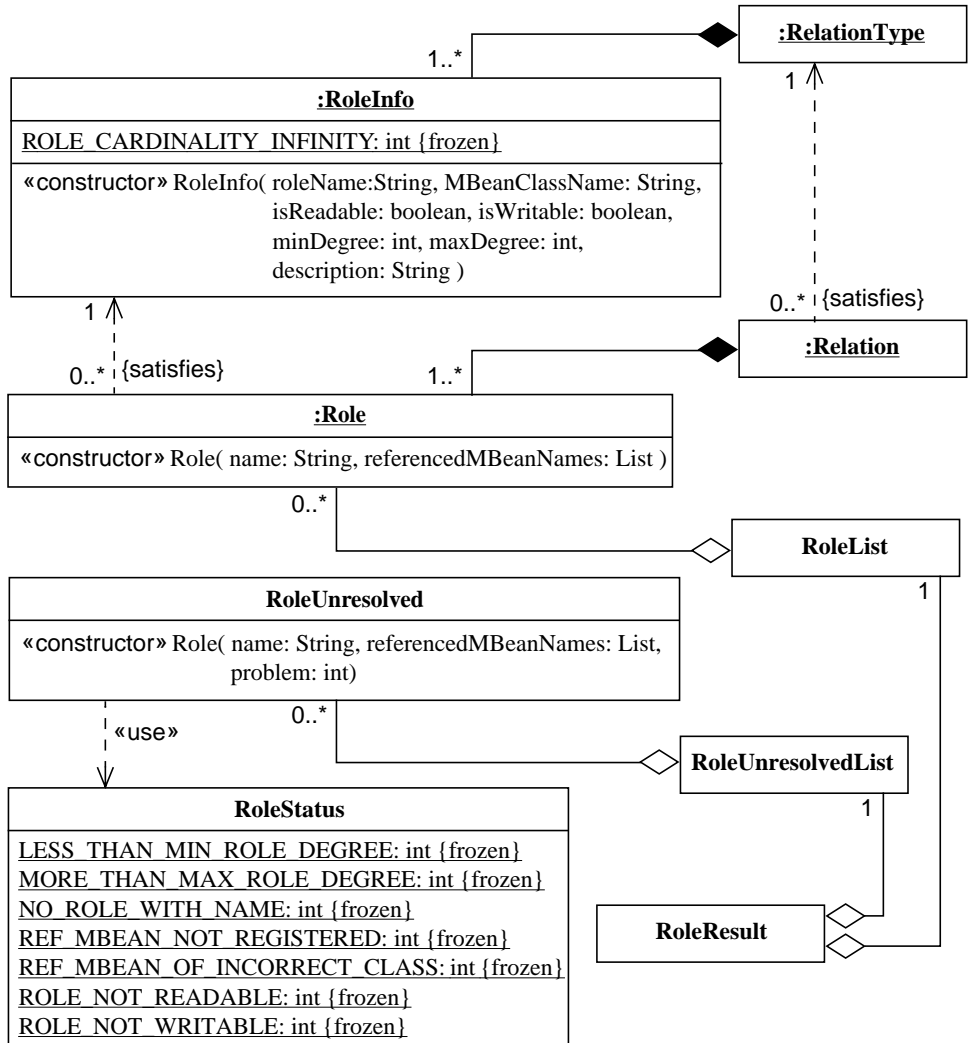 :RelationType
1..*
1
:RoleInfo
ROLE_CARDINALITY_INFINITY: int {frozen}
«constructor» RoleInfo( roleName:String, MBeanClassName: String,
isReadable: boolean, isWritable: boolean,
minDegree: int, maxDegree: int,
description: String )
1
0..* {satisfies}
0..* {satisfies}
:Relation
1..*
:Role
«constructor» Role( name: String, referencedMBeanNames: List )
0..*
RoleList
1
RoleUnresolved
«constructor» Role( name: String, referencedMBeanNames: List,
problem: int)
0..*
«use»
RoleUnresolvedList
1
RoleStatus
LESS_THAN_MIN_ROLE_DEGREE: int {frozen}
MORE_THAN_MAX_ROLE_DEGREE: int {frozen}
NO_ROLE_WITH_NAME: int {frozen}
REF_MBEAN_NOT_REGISTERED: int {frozen}
REF_MBEAN_OF_INCORRECT_CLASS: int {frozen}
ROLE_NOT_READABLE: int {frozen}
ROLE_NOT_WRITABLE: int {frozen}
RoleResult